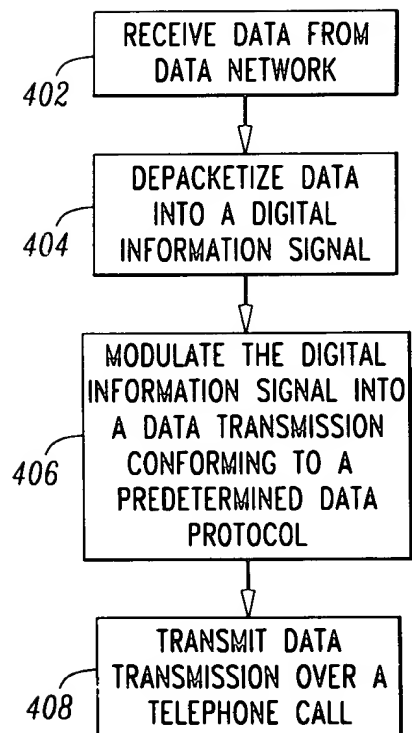 RECEIVE DATA FROM
DATA NETWORK
402
DEPACKETIZE DATA
INTO A DIGITAL
INFORMATION SIGNAL
404
MODULATE THE DIGITAL
INFORMATION SIGNAL INTO
A DATA TRANSMISSION
CONFORMING TO A
PREDETERMINED DATA
PROTOCOL
406
TRANSMIT DATA
TRANSMISSION OVER A
TELEPHONE CALL
408